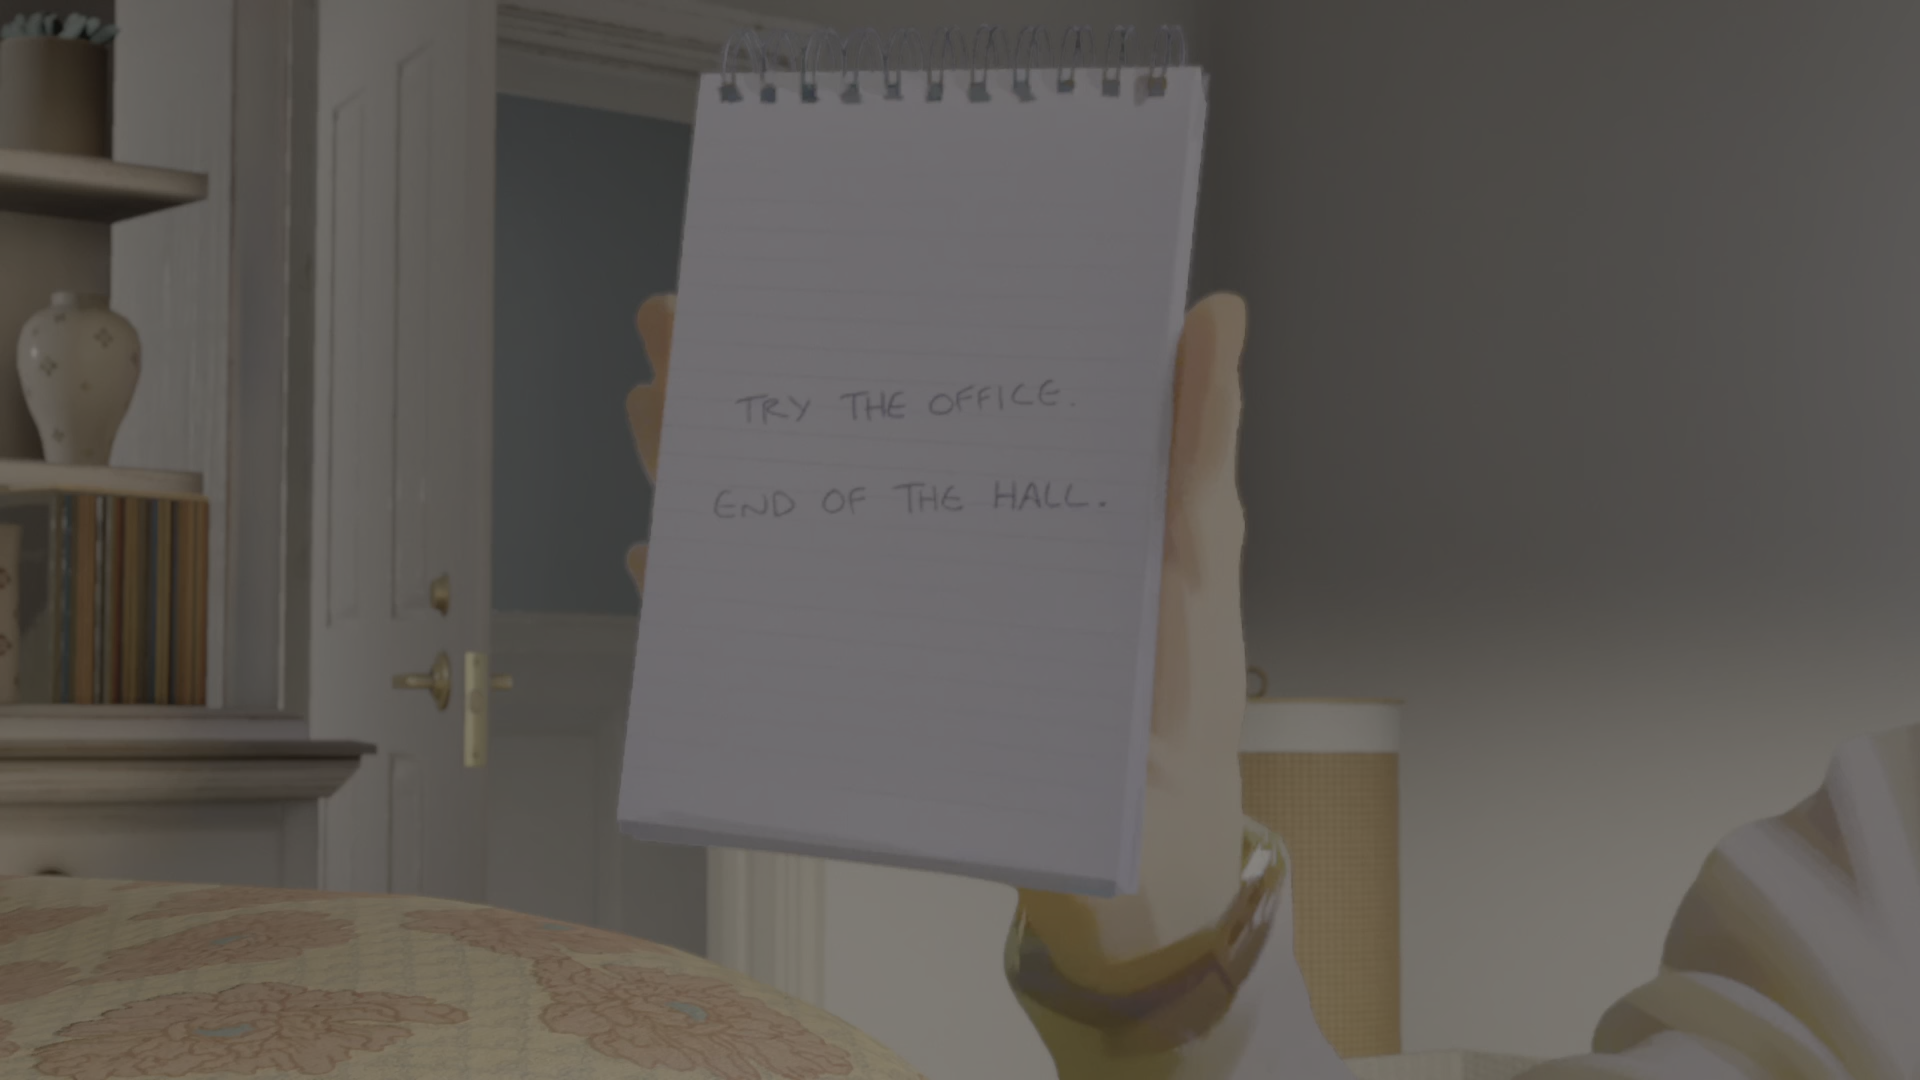 TRY THE OFFICE.
END OF THE HALL.